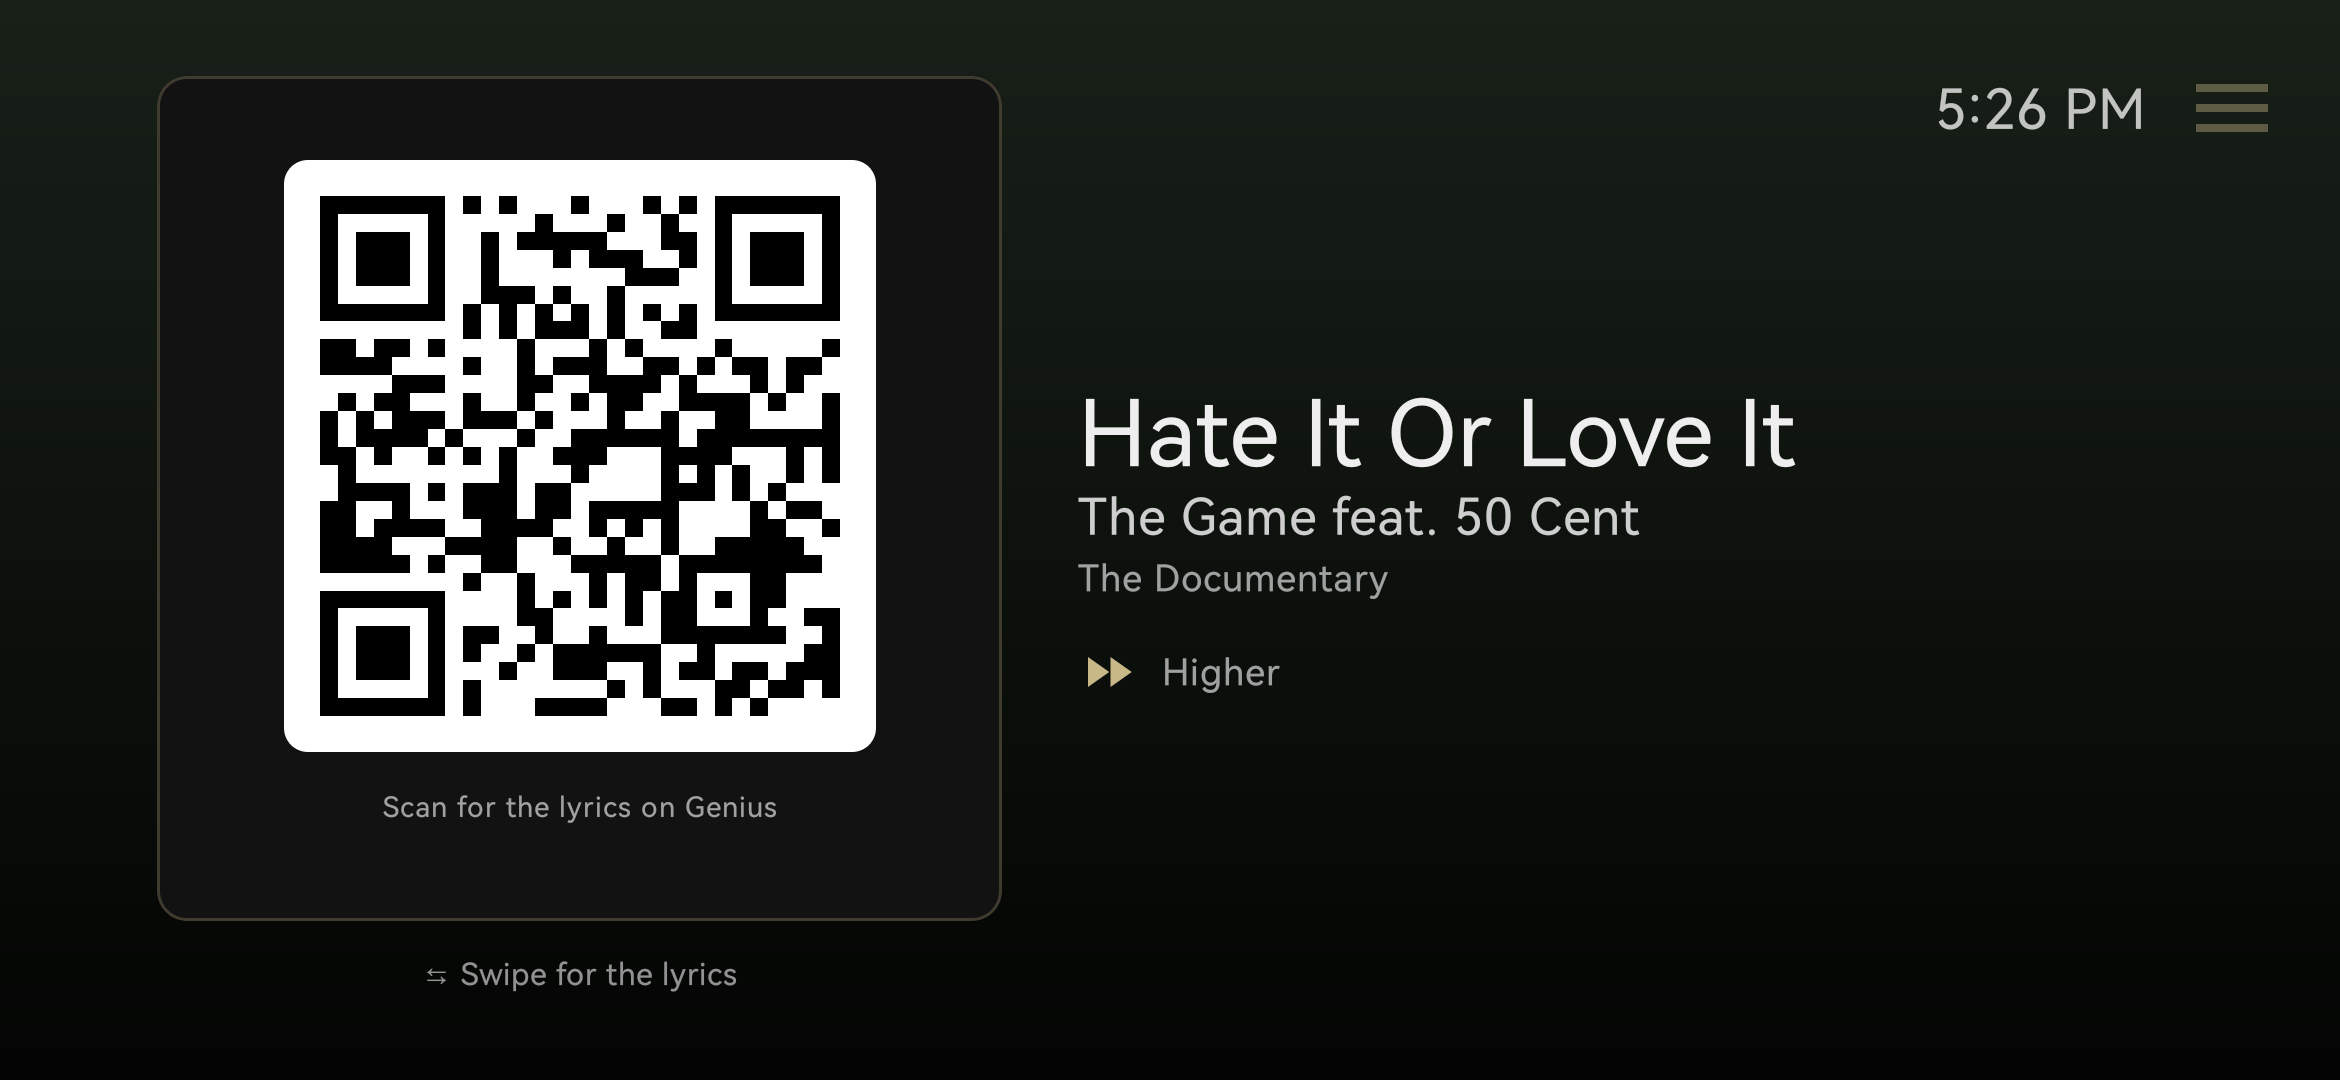 5:26 PM
Hate It Or Love It
The Game feat. 50 Cent
The Documentary
Higher
Scan for the lyrics on Genius
⇆ Swipe for the lyrics